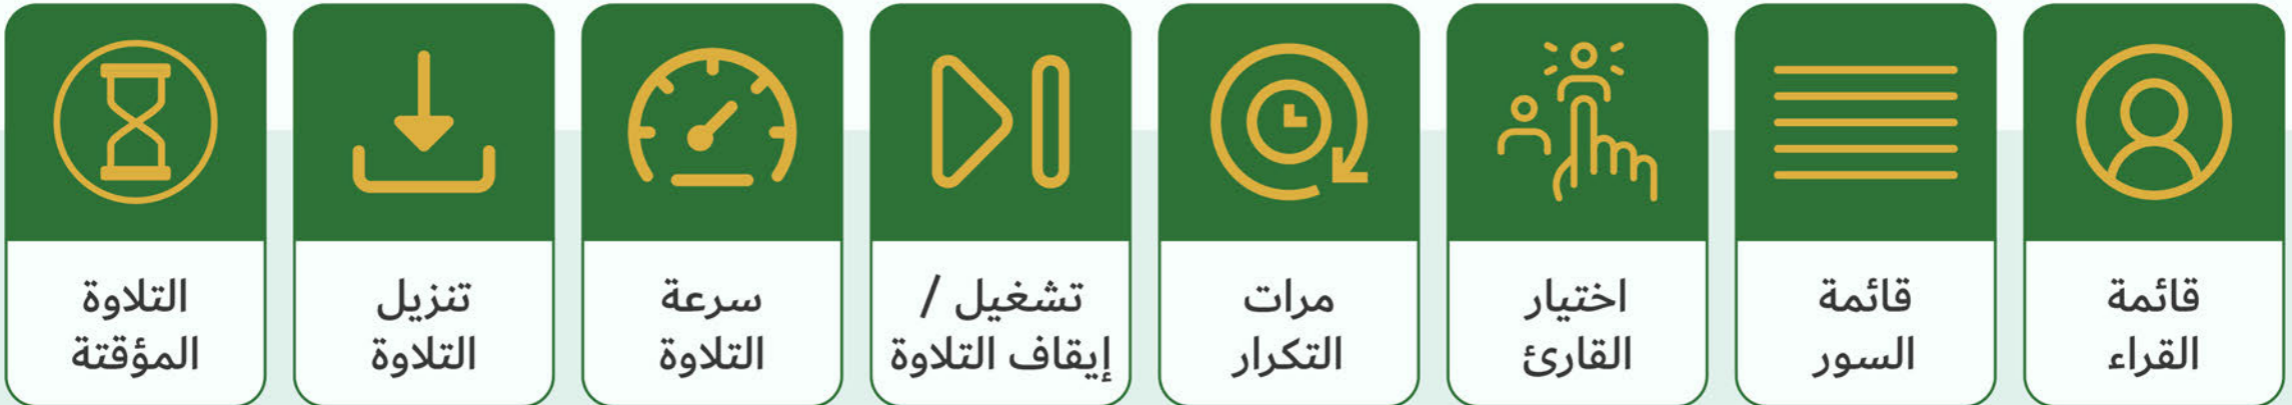 قائمة
القراء
قائمة
السور
اختيار
القارئ
مرات
التكرار
تشغيل /
إيقاف التلاوة
سرعة
التلاوة
تنزيل
التلاوة
التلاوة
المؤقتة